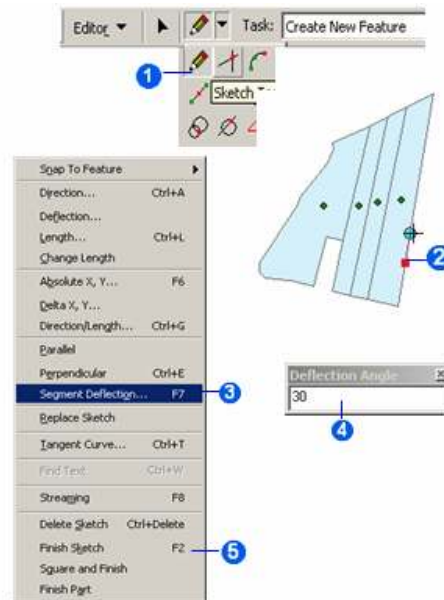 Editor Task: Create New Feature
1
Sketch
2
Snap To Feature
Direction... Ctrl+A
Deflection...
Length... Ctrl+L
Change Length
Absolute X, Y... F6
Delta X, Y...
Direction/Length... Ctrl+G
Parallel
Perpendicular Ctrl+E
Segment Deflection... F7
3
Replace Sketch
Tangent Curve... Ctrl+T
Find Text Ctrl+W
Streaming F8
Delete Sketch Ctrl+Delete
Finish Sketch F2
5
Square and Finish
Finish Part
Deflection Angle
30
4